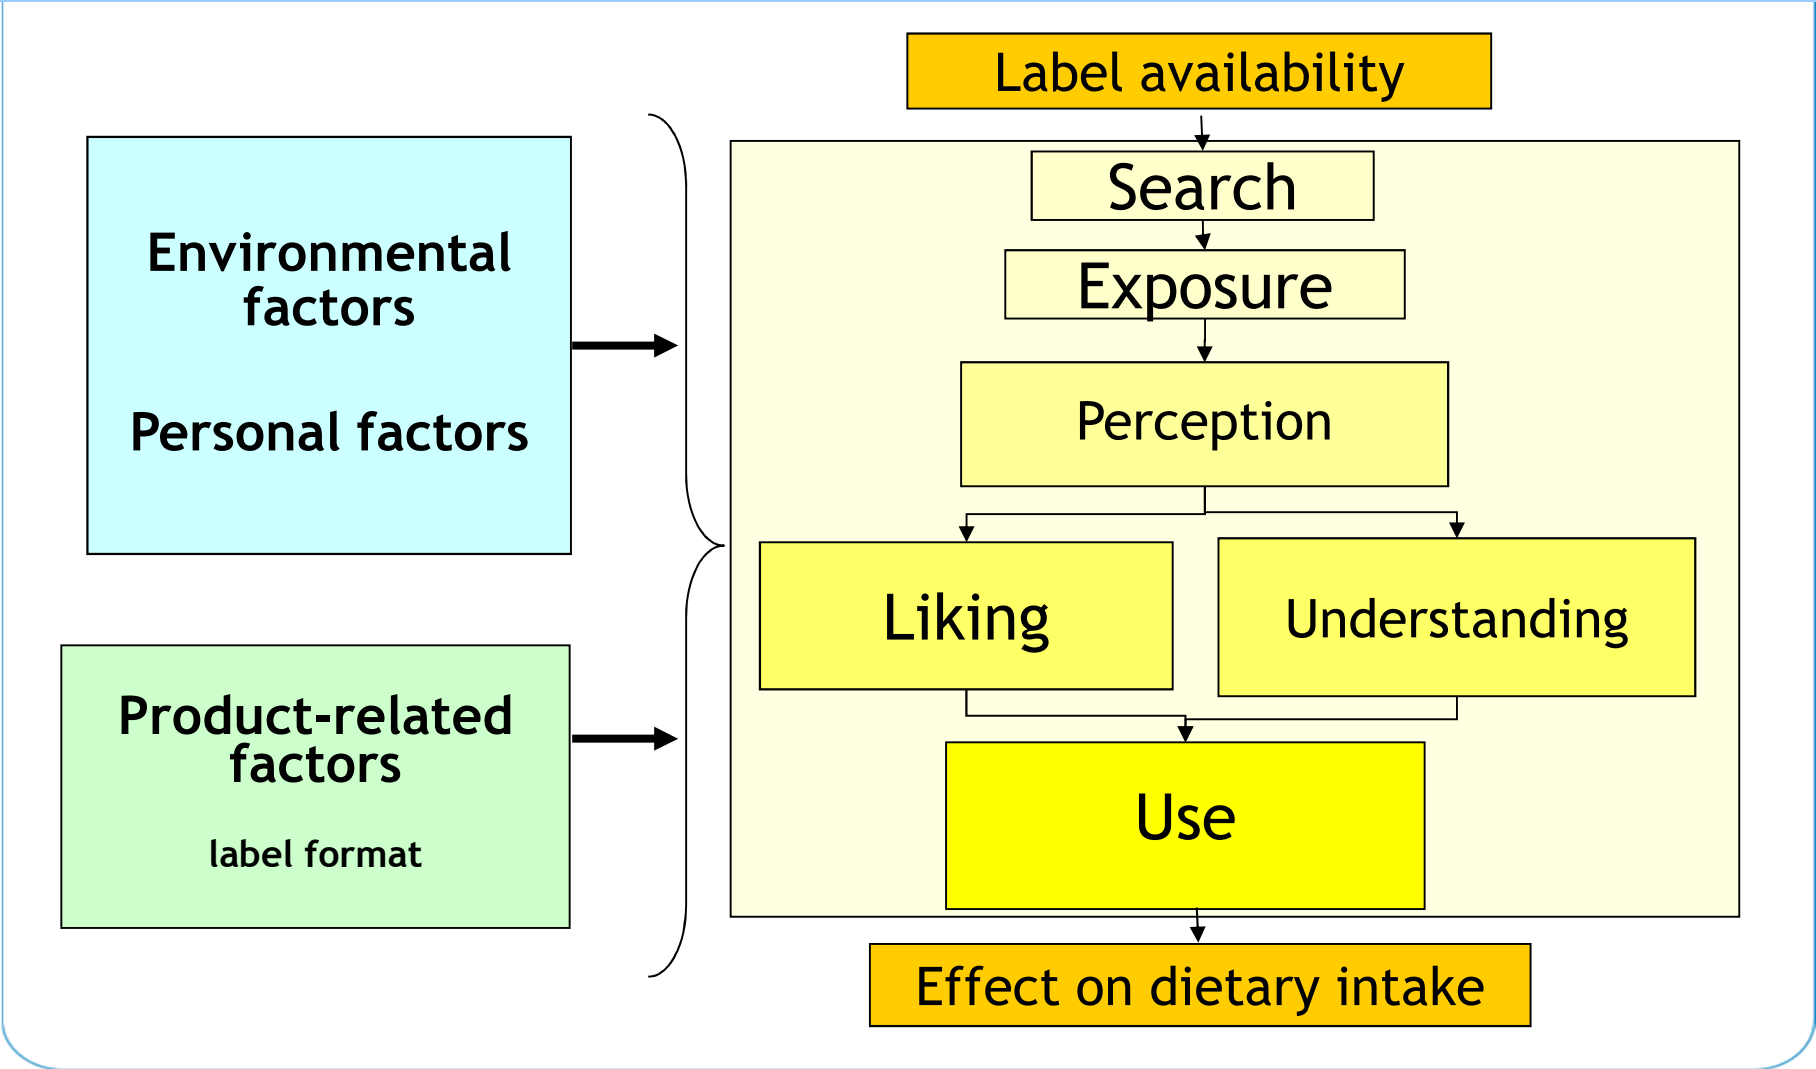 Label availability
Search
Exposure
Perception
Liking
Understanding
Use
Effect on dietary intake
Environmental
factors
Personal factors
Product-related
factors
label format